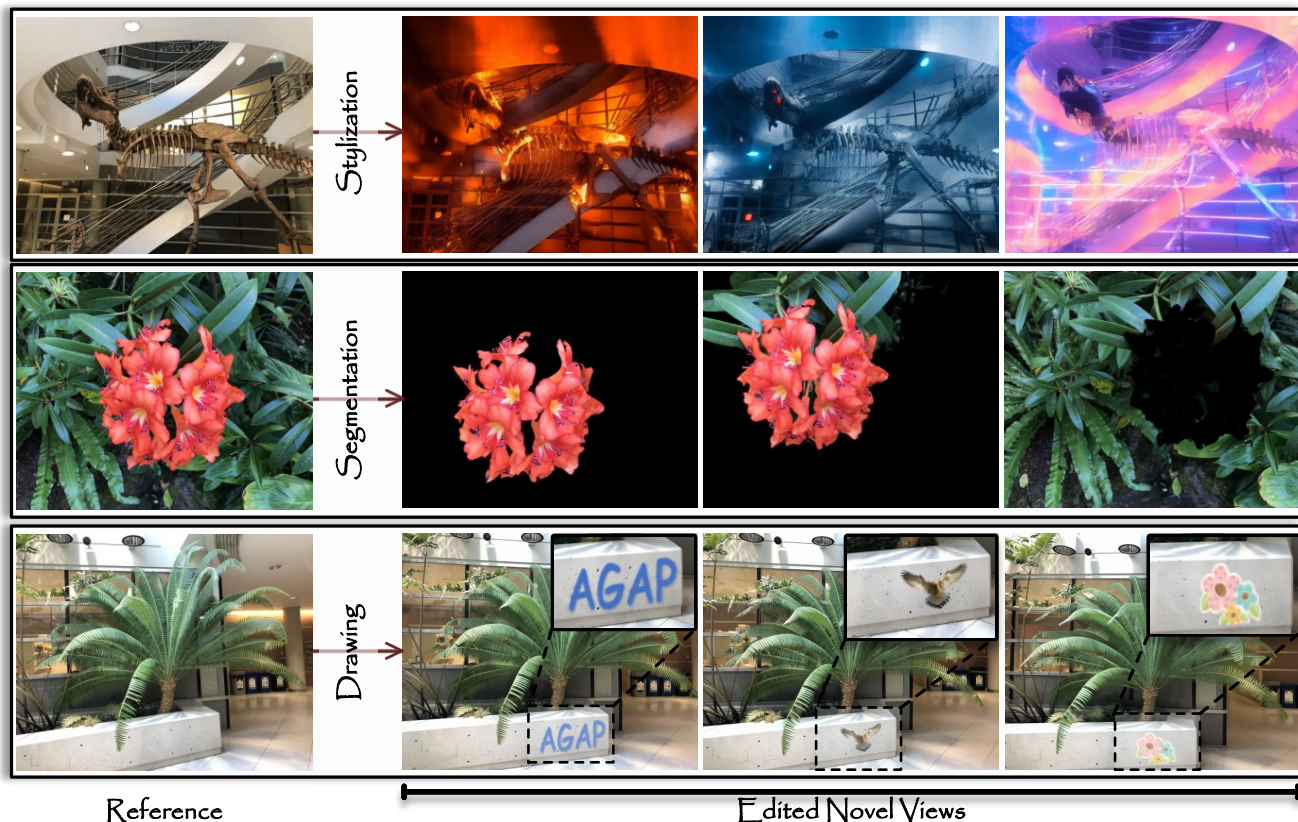 Stylization
Segmentation
Drawing
AGAP
AGAP
Reference
Edited Novel Views